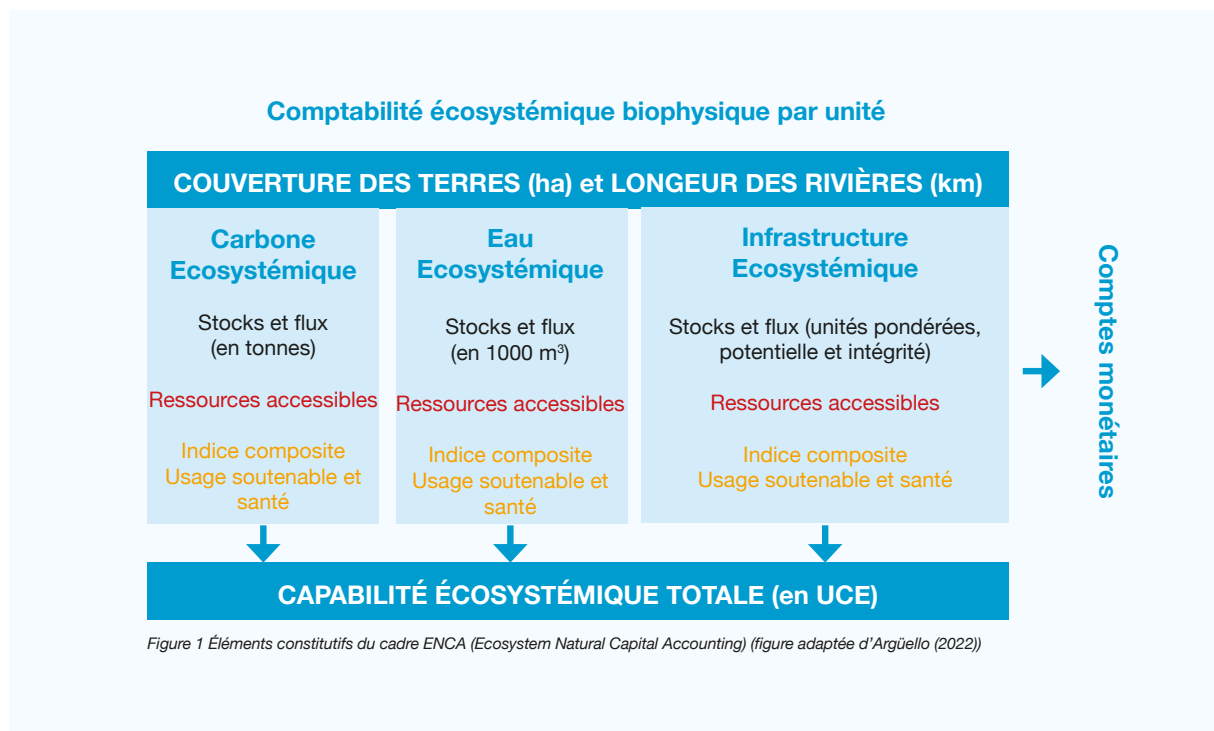 Comptabilité écosystémique biophysique par unité
COUVERTURE DES TERRES (ha) et LONGEUR DES RIVIÈRES (km)
Carbone
Ecosystémique
Stocks et flux
(en tonnes)
Ressources accessibles
Indice composite
Usage soutenable et
santé
Eau
Ecosystémique
Stocks et flux
(en 1000 m³)
Ressources accessibles
Indice composite
Usage soutenable et
santé
Infrastructure
Ecosystémique
Stocks et flux (unités pondérées,
potentielle et intégrité)
Ressources accessibles
Indice composite
Usage soutenable et santé
Comptes monétaires
CAPABILITÉ ÉCOSYSTÉMIQUE TOTALE (en UCE)
Figure 1 Éléments constitutifs du cadre ENCA (Ecosystem Natural Capital Accounting) (figure adaptée d'Argüello (2022))